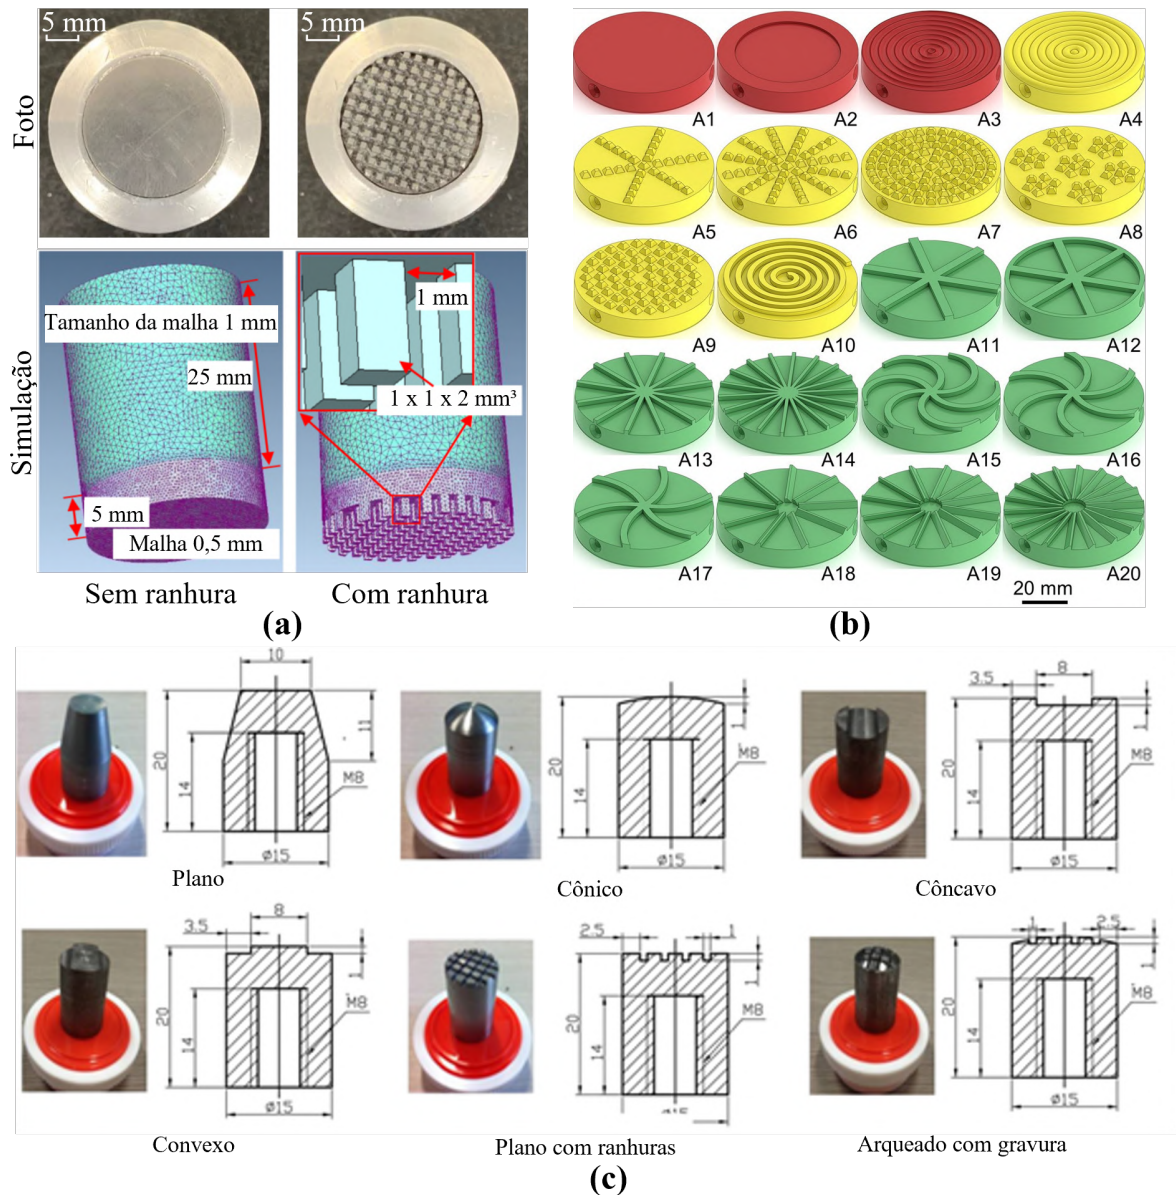 5 mm
5 mm
Foto
Simulação
Tamanho da malha 1 mm
25 mm
5 mm
Malha 0,5 mm
1 mm
1 x 1 x 2 mm³
Sem ranhura
Com ranhura
(a)
A1
A2
A3
A4
A5
A6
A7
A8
A9
A10
A11
A12
A13
A14
A15
A16
A17
A18
A19
A20
20 mm
(b)
10
20
14
11
M8
ø15
Plano
1
20
14
M8
ø15
Cônico
8
3.5
1
20
14
M8
ø15
Côncavo
8
3.5
1
20
14
M8
ø15
Convexo
2.5
1
1
20
14
M8
Plano com ranhuras
1
2.5
1
20
14
M8
ø15
Arqueado com gravura
(c)